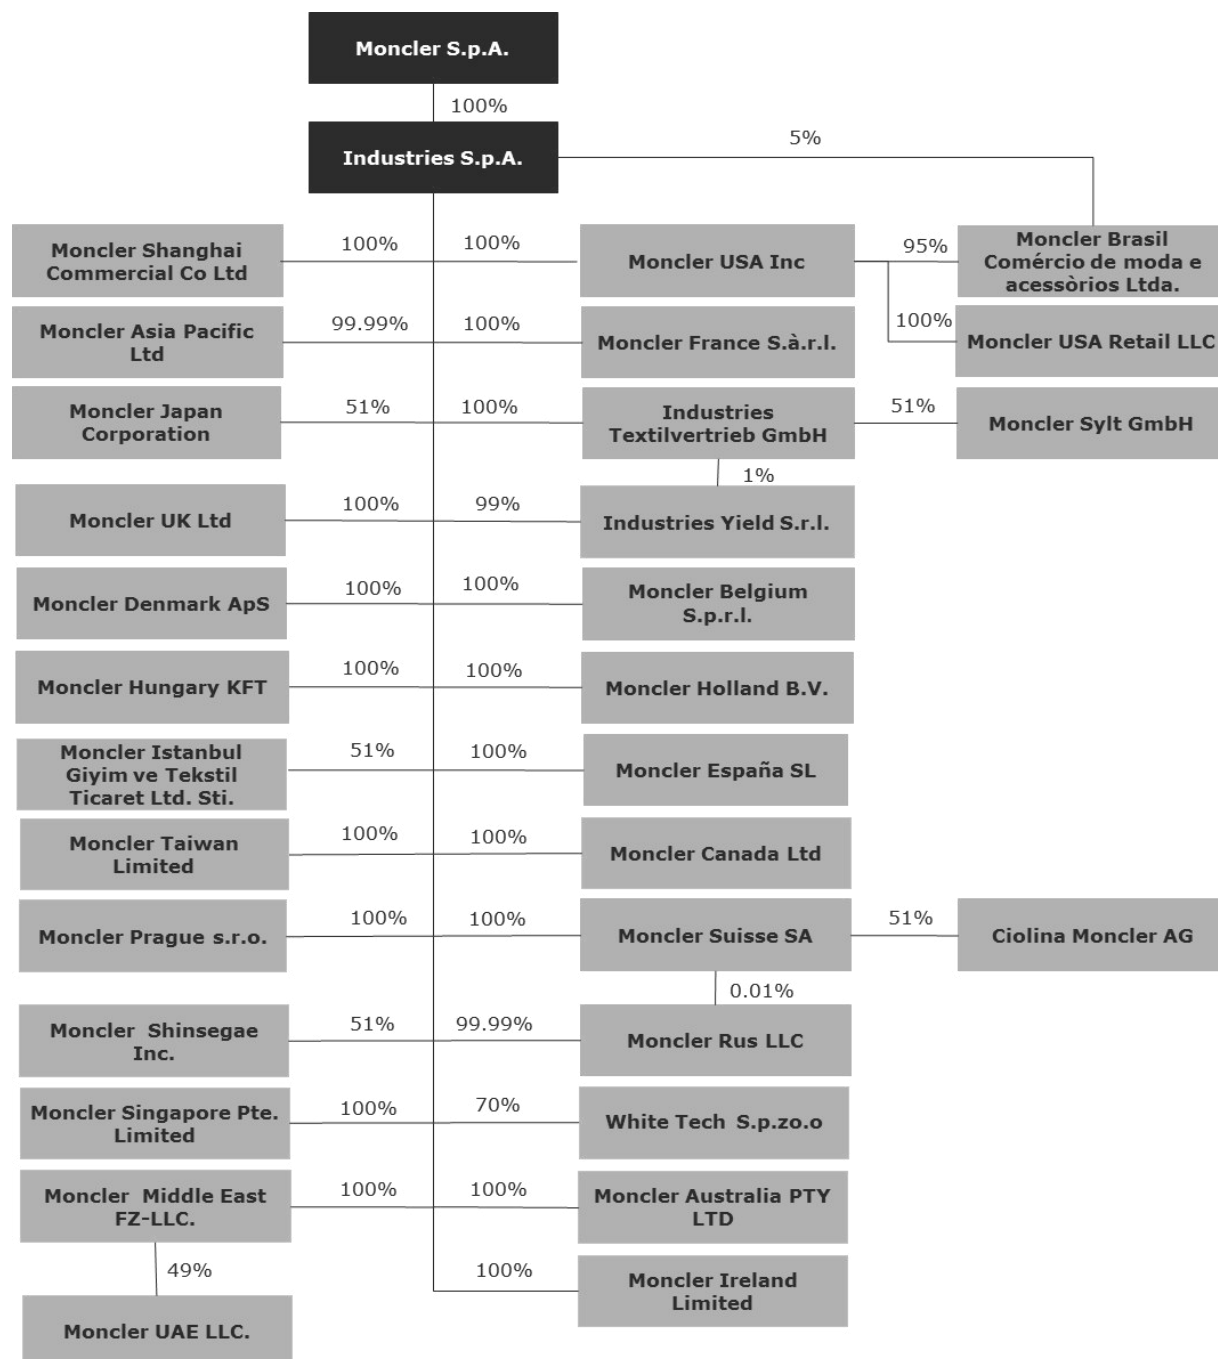 Moncler S.p.A.
100%
Industries S.p.A.
5%
Moncler Shanghai
Commercial Co Ltd
100%
100%
Moncler USA Inc
95%
Moncler Brasil
Comércio de moda e
acessòrios Ltda.
Moncler Asia Pacific
Ltd
99.99%
100%
Moncler France S.à.r.l.
100%
Moncler USA Retail LLC
Moncler Japan
Corporation
51%
100%
Industries
Textilvertrieb GmbH
51%
Moncler Sylt GmbH
1%
Moncler UK Ltd
100%
99%
Industries Yield S.r.l.
Moncler Denmark ApS
100%
100%
Moncler Belgium
S.p.r.l.
Moncler Hungary KFT
100%
100%
Moncler Holland B.V.
Moncler Istanbul
Giyim ve Tekstil
Ticaret Ltd. Sti.
51%
100%
Moncler España SL
Moncler Taiwan
Limited
100%
100%
Moncler Canada Ltd
Moncler Prague s.r.o.
100%
100%
Moncler Suisse SA
51%
Ciolina Moncler AG
0.01%
Moncler Shinsegae
Inc.
51%
99.99%
Moncler Rus LLC
Moncler Singapore Pte.
Limited
100%
70%
White Tech S.p.zo.o
Moncler Middle East
FZ-LLC.
100%
100%
Moncler Australia PTY
LTD
49%
100%
Moncler Ireland
Limited
Moncler UAE LLC.